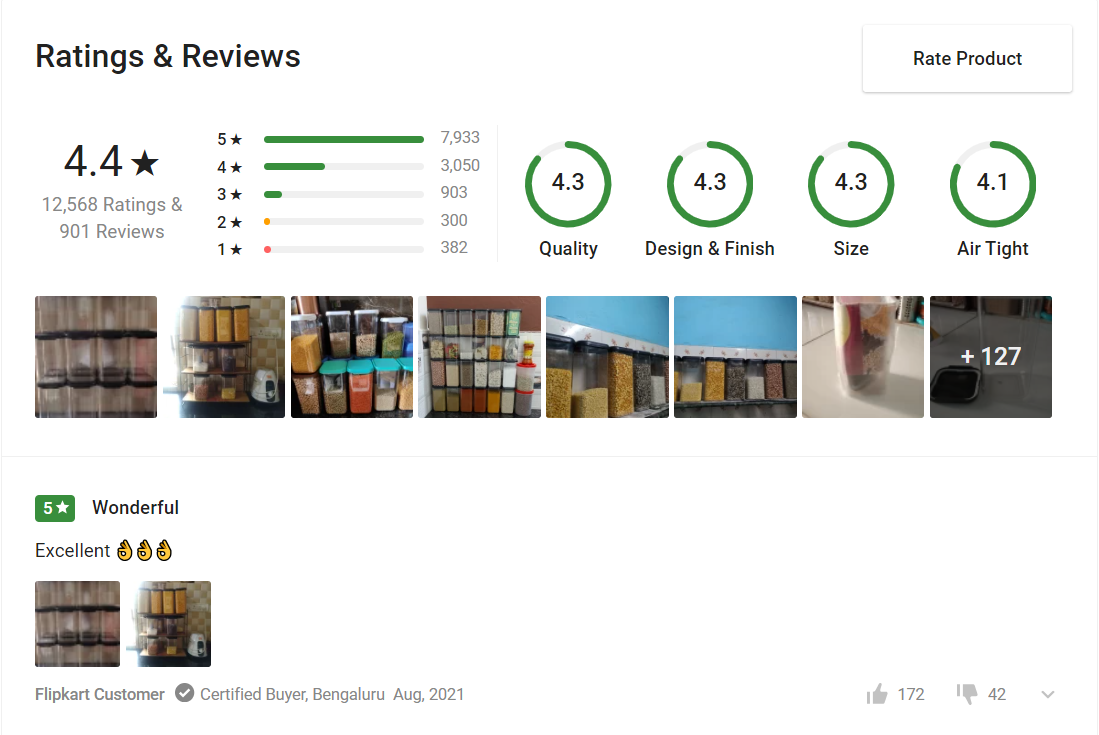 Ratings & Reviews
Rate Product
4.4★
12,568 Ratings &
901 Reviews
5★ 7,933
4★ 3,050
3★ 903
2★ 300
1★ 382
4.3
Quality
4.3
Design & Finish
4.3
Size
4.1
Air Tight
+ 127
5★ Wonderful
Excellent 👌👌👌
Flipkart Customer Certified Buyer, Bengaluru Aug, 2021
172 42